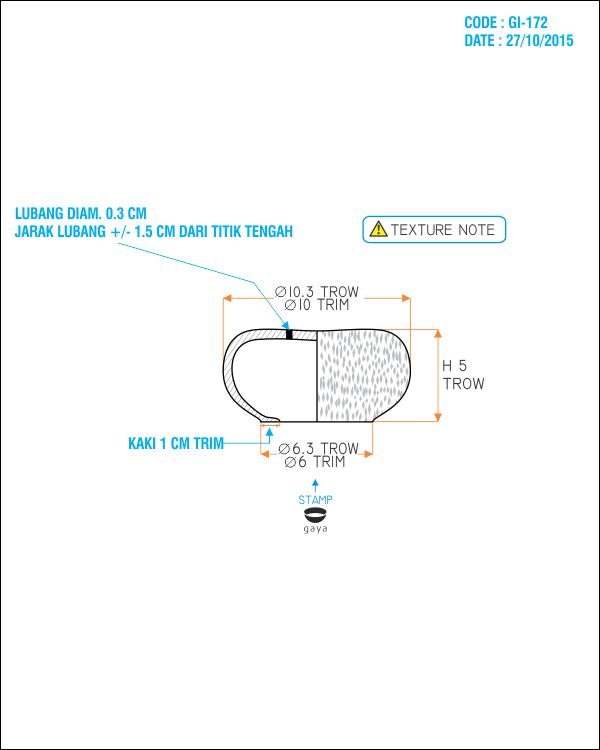 CODE : GI-172
DATE : 27/10/2015
LUBANG DIAM. 0.3 CM
JARAK LUBANG +/- 1.5 CM DARI TITIK TENGAH
TEXTURE NOTE
∅10.3 TROW
∅10 TRIM
H 5
TROW
KAKI 1 CM TRIM
∅6.3 TROW
∅6 TRIM
STAMP
gaya